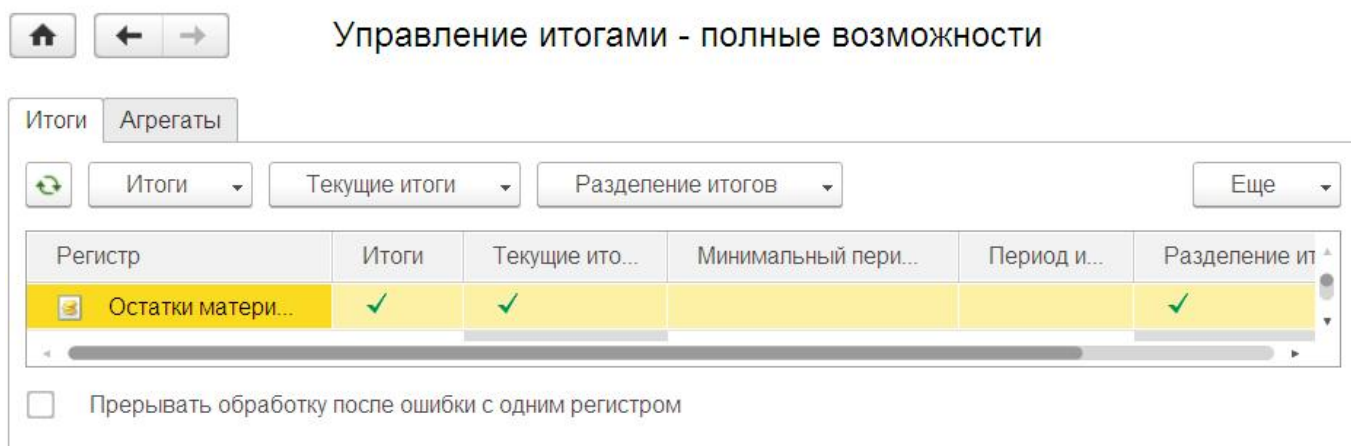 Управление итогами - полные возможности
Итоги Агрегаты
Итоги Текущие итоги Разделение итогов Еще
Регистр Итоги Текущие ито... Минимальный пери... Период и... Разделение ит
Остатки матери...
Прерывать обработку после ошибки с одним регистром